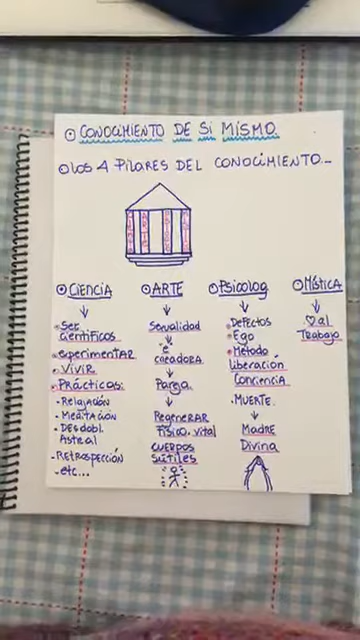 CONOCIMIENTO DE SI MISMO
LOS 4 PILARES DEL CONOCIMIENTO...
CIENCIA
Ser
científicos
experimentar
VIVIR
PRÁCTICOS:
• Relajación
• Meditación
• Desdobl.
Astral
• Retrospección
• etc...
ARTE
Sexualidad
creadora
Para
Regenerar
Físico, vital
CUERPOS
SUTILES
PSICOLOG
DEFECTOS
Ego
Método
liberación
conciencia
• MUERTE.
Madre
Divina
MÍSTICA
♡ al
Trabajo